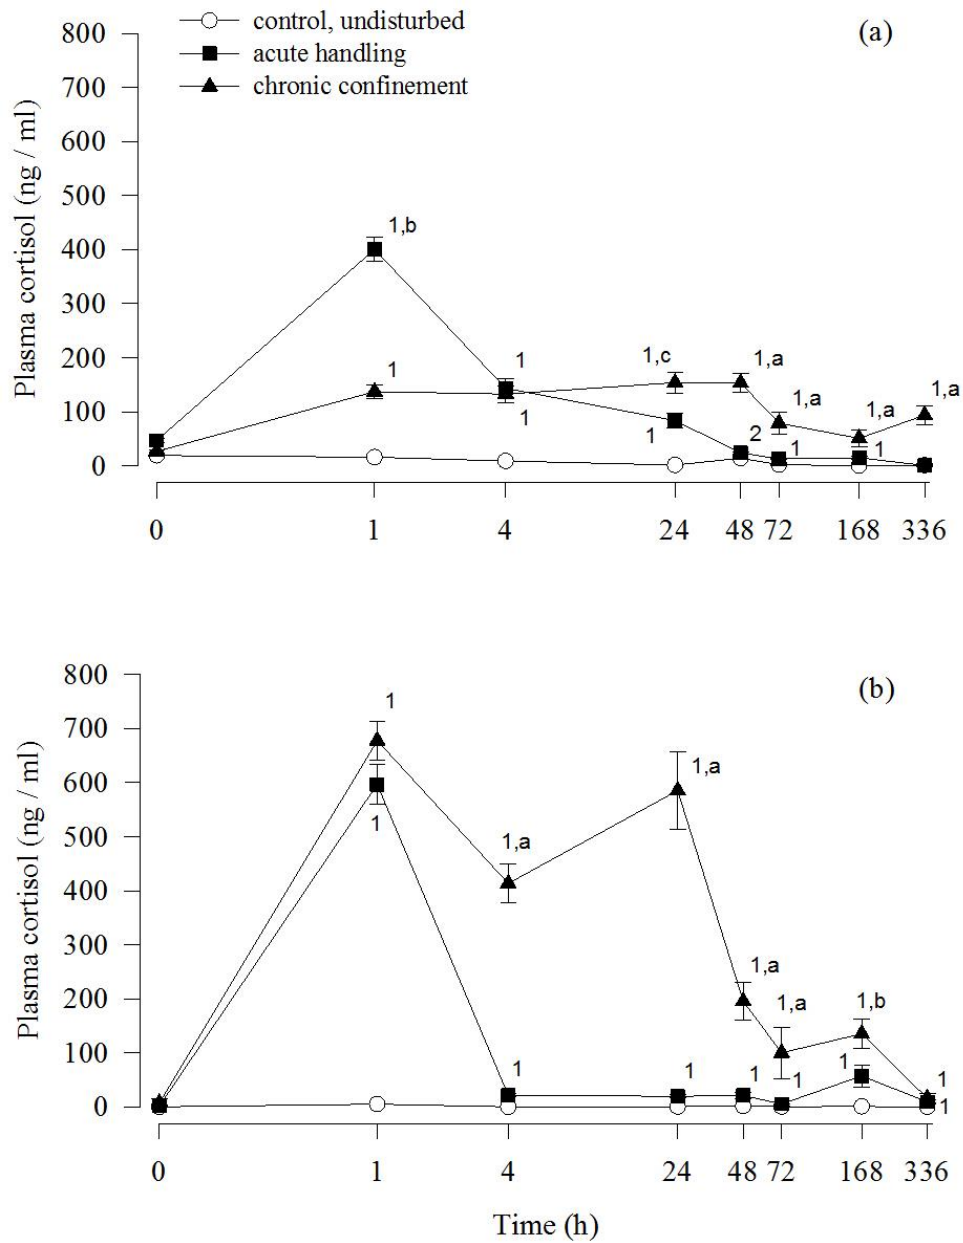 control, undisturbed
acute handling
chronic confinement
(a)
Plasma cortisol (ng / ml)
800
700
600
500
400
300
200
100
0
1,b
1
1
1
1,c
1
1,a
2
1,a
1
1,a
1
1,a
0 1 4 24 48 72 168 336
(b)
Plasma cortisol (ng / ml)
800
700
600
500
400
300
200
100
0
1
1
1,a
1
1,a
1
1,a
1
1,a
1
1,b
1
1
1
0 1 4 24 48 72 168 336
Time (h)